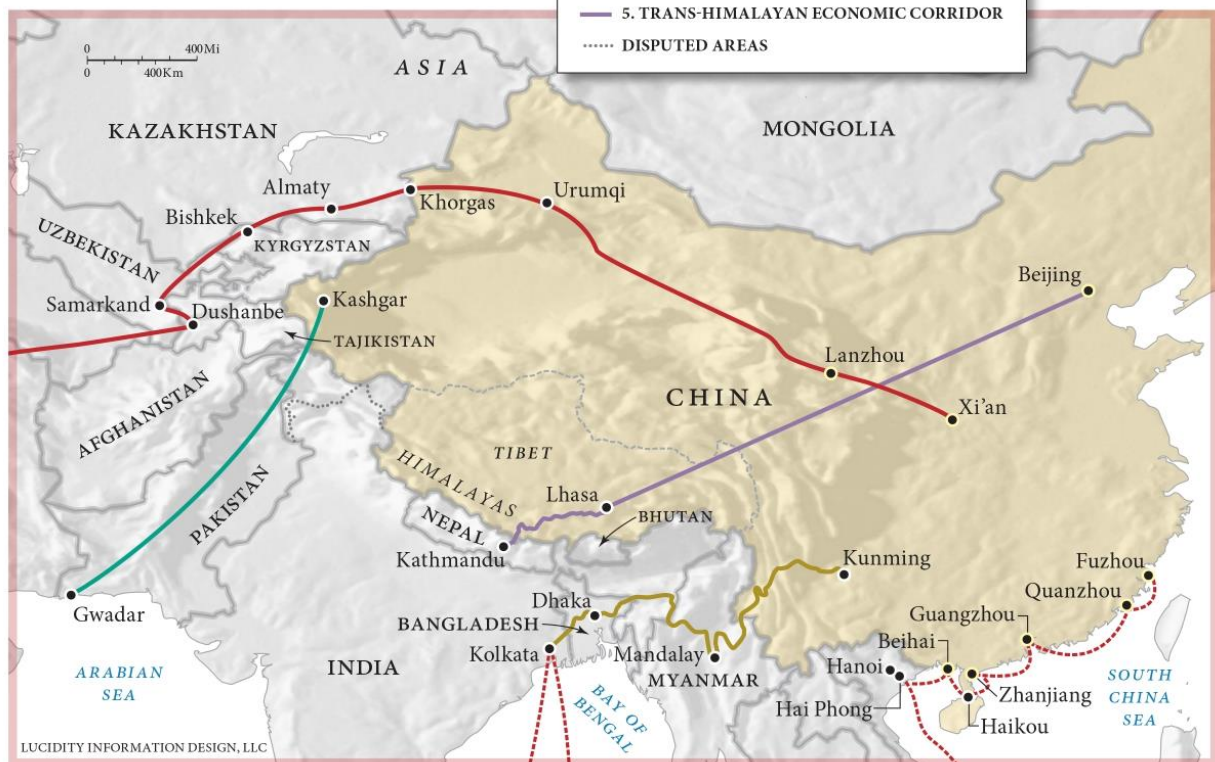 5. TRANS-HIMALAYAN ECONOMIC CORRIDOR
DISPUTED AREAS
0 400Mi
0 400Km
ASIA
KAZAKHSTAN
MONGOLIA
Almaty
Khorgas
Urumqi
Bishkek
UZBEKISTAN
KYRGYZSTAN
Beijing
Samarkand
Dushanbe
Kashgar
TAJIKISTAN
Lanzhou
AFGHANISTAN
CHINA
Xi’an
TIBET
HIMALAYAS
PAKISTAN
Lhasa
BHUTAN
NEPAL
Kathmandu
Kunming
Fuzhou
Quanzhou
Gwadar
Dhaka
Guangzhou
BANGLADESH
Beihai
Kolkata
Mandalay
Hanoi
INDIA
MYANMAR
ARABIAN
SEA
Zhanjiang
SOUTH
CHINA
SEA
BAY OF
BENGAL
Hai Phong
Haikou
LUCIDITY INFORMATION DESIGN, LLC